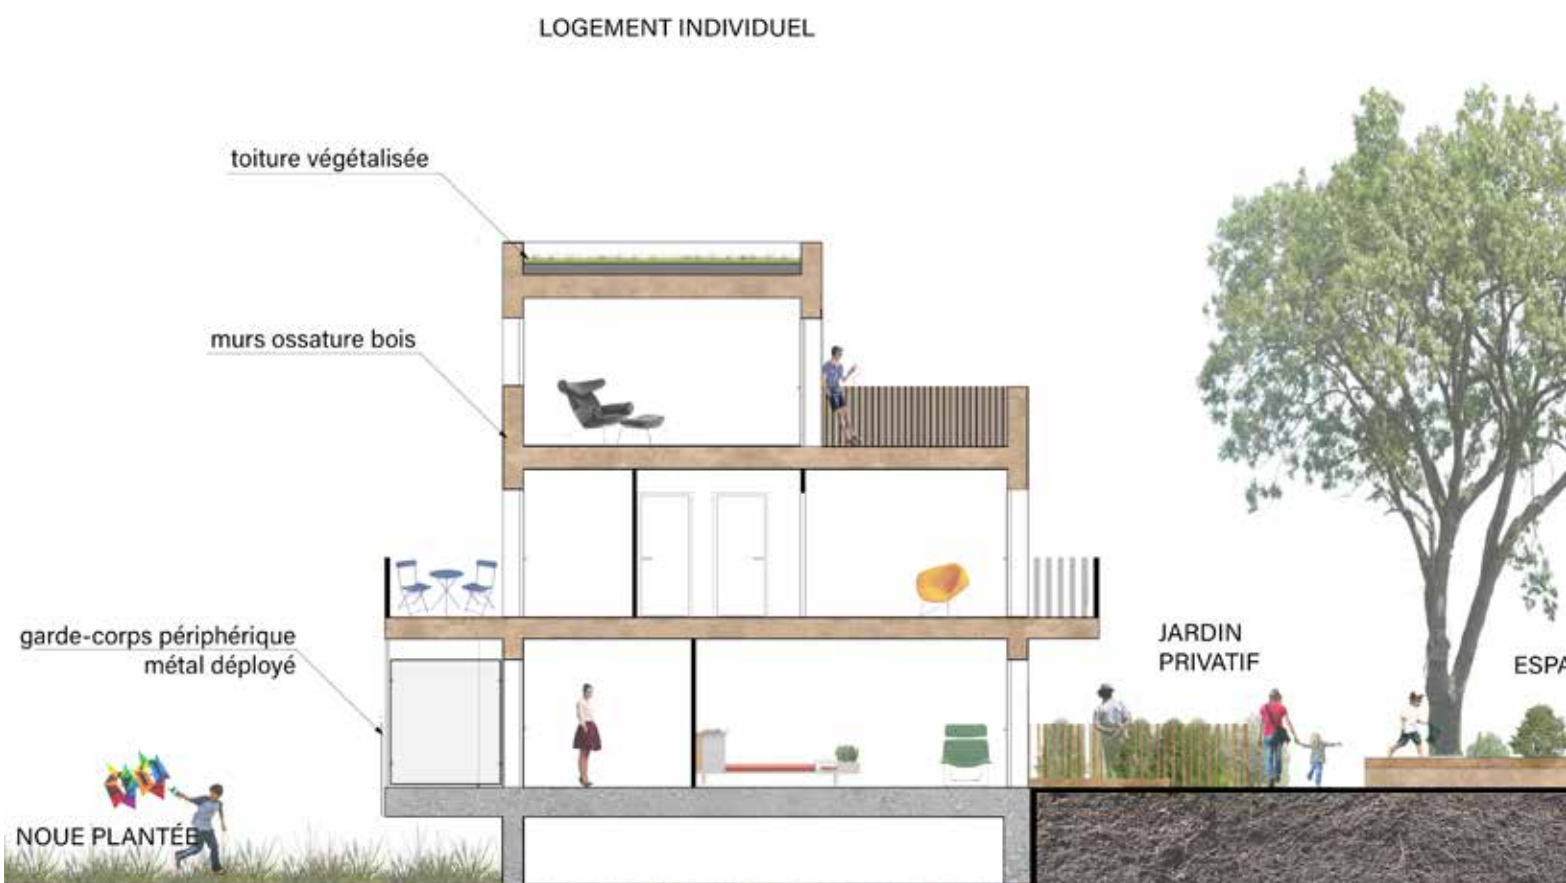 LOGEMENT INDIVIDUEL
toiture végétalisée
murs ossature bois
garde-corps périphérique
métal déployé
JARDIN
PRIVATIF
ESPA
NOUE PLANTÉE